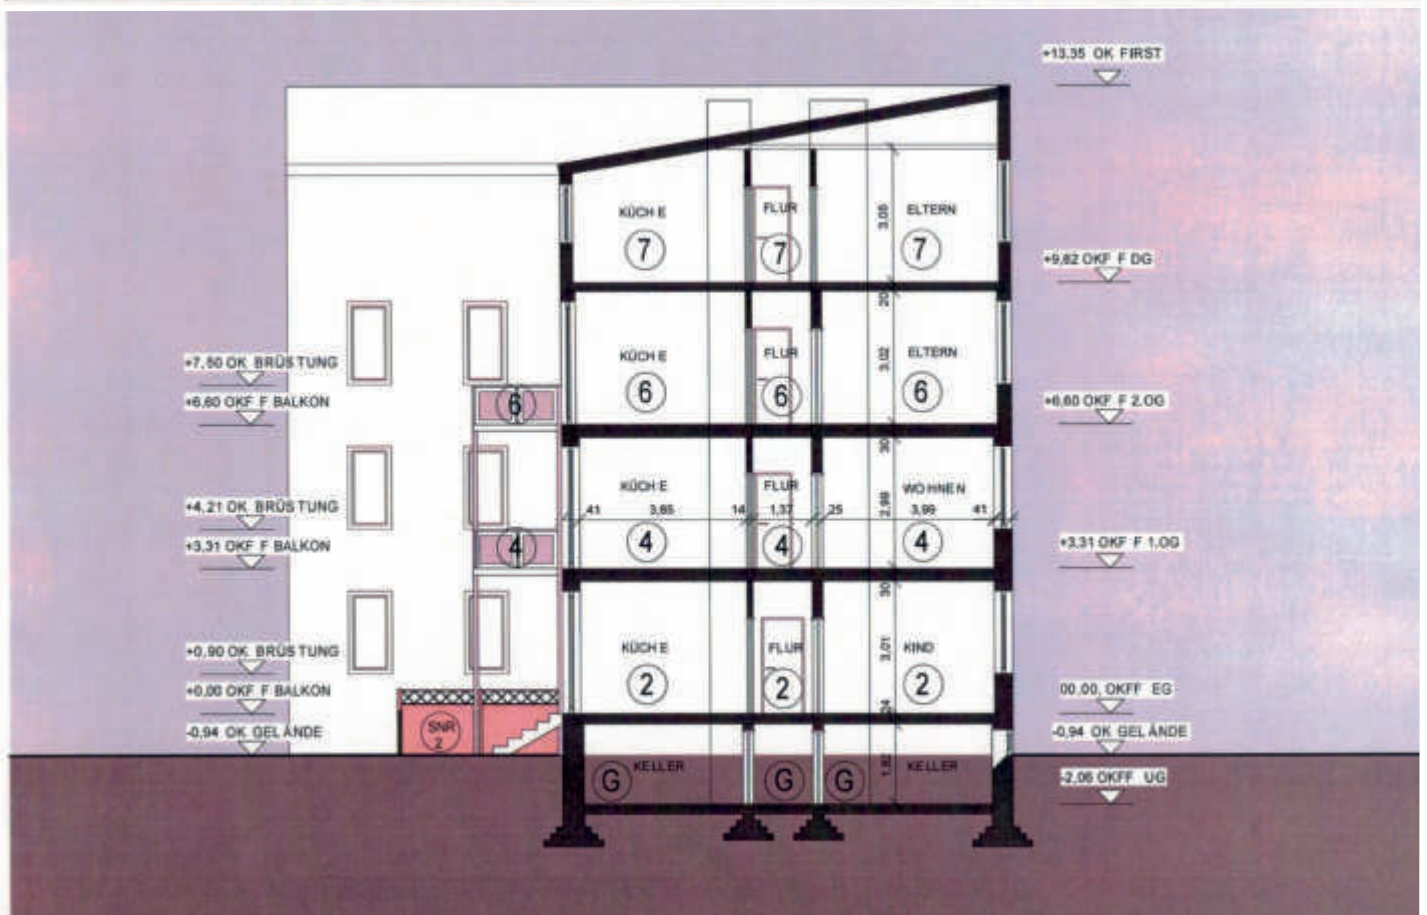 +13,35 OK FIRST
KÜCHE FLUR ELTERN
7 7 7
3,05
+9,82 OKF F DG
20
+7,50 OK BRÜSTUNG
KÜCHE FLUR ELTERN
3,02
+6,60 OKF F BALKON
6 6 6 6
+6,60 OKF F 2.OG
30
KÜCHE FLUR WOHNEN
2,98
+4,21 OK BRÜSTUNG
41 3,85 14 1,37 25 3,99 41
+3,31 OKF F BALKON
4 4 4 4
+3,31 OKF F 1.OG
30
+0,90 OK BRÜSTUNG
KÜCHE FLUR KIND
3,01
2 2 2
+0,00 OKF F BALKON
00,00, OKFF EG
24
SNR
2
-0,94 OK GELÄNDE
-0,94 OK GELÄNDE
KELLER KELLER
1,82
G G G
-2,06 OKFF UG